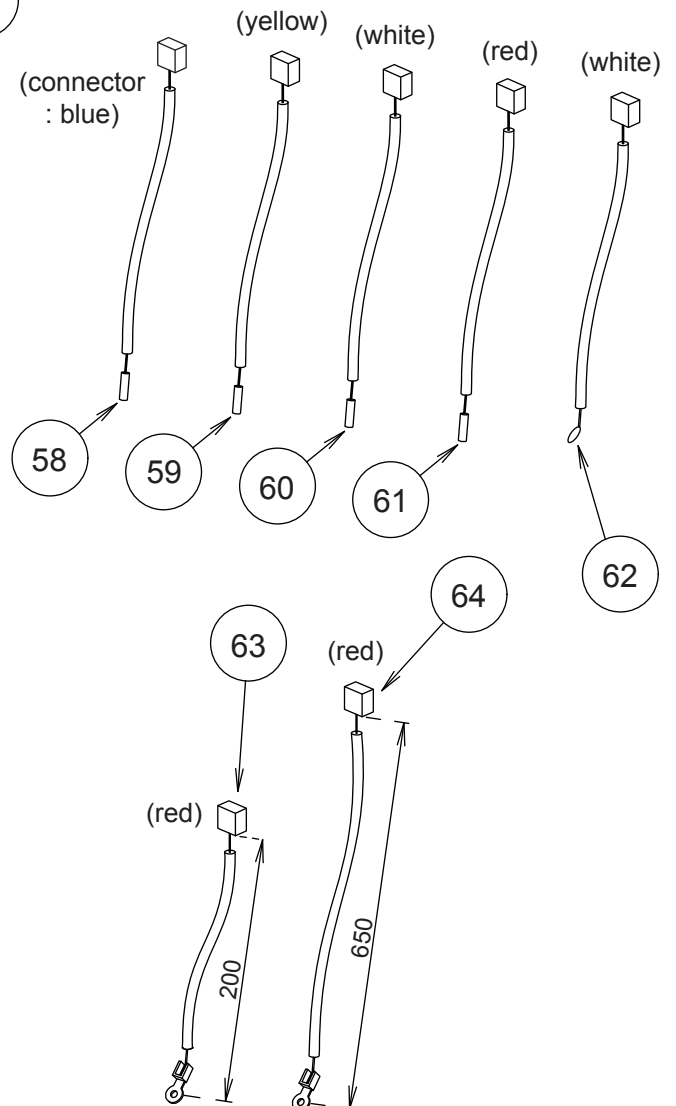 (yellow)
(white)
(red)
(white)
(connector
: blue)
58
59
60
61
62
63
64
(red)
(red)
200
650